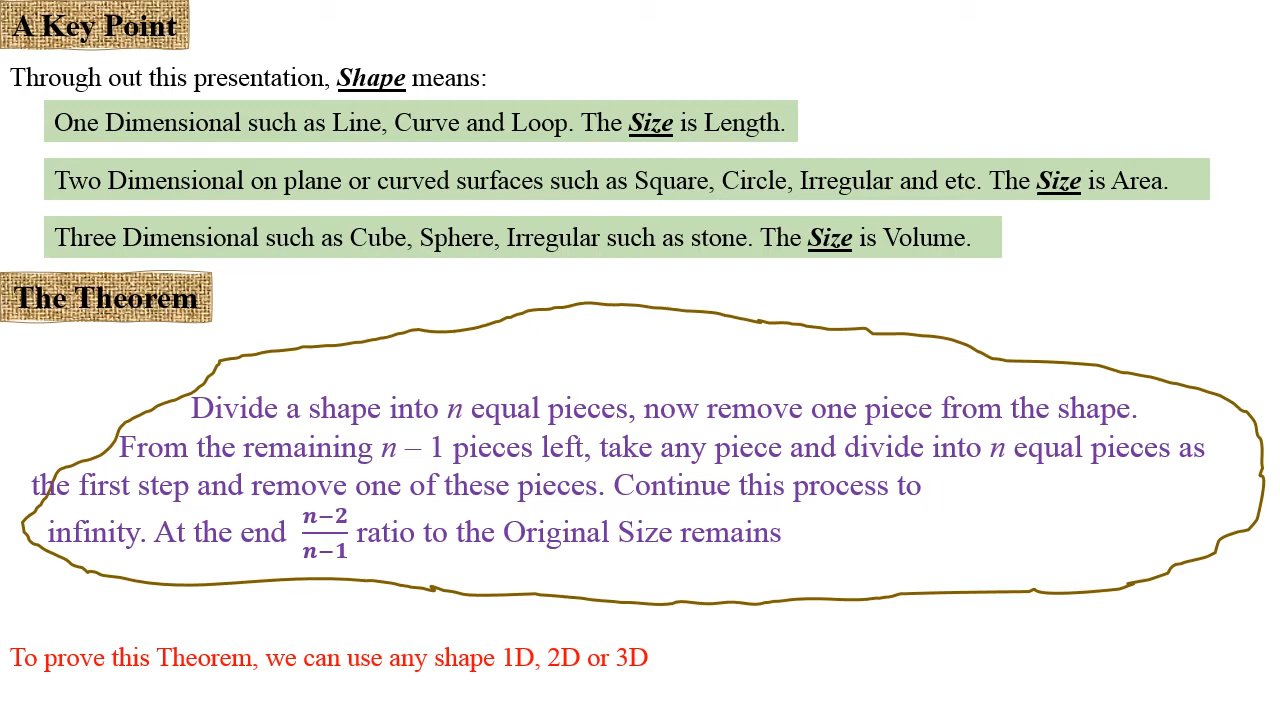 A Key Point
Through out this presentation, Shape means:
One Dimensional such as Line, Curve and Loop. The Size is Length.
Two Dimensional on plane or curved surfaces such as Square, Circle, Irregular and etc. The Size is Area.
Three Dimensional such as Cube, Sphere, Irregular such as stone. The Size is Volume.
The Theorem
Divide a shape into n equal pieces, now remove one piece from the shape.
From the remaining n – 1 pieces left, take any piece and divide into n equal pieces as
the first step and remove one of these pieces. Continue this process to
infinity. At the end \frac{n-2}{n-1} ratio to the Original Size remains
To prove this Theorem, we can use any shape 1D, 2D or 3D